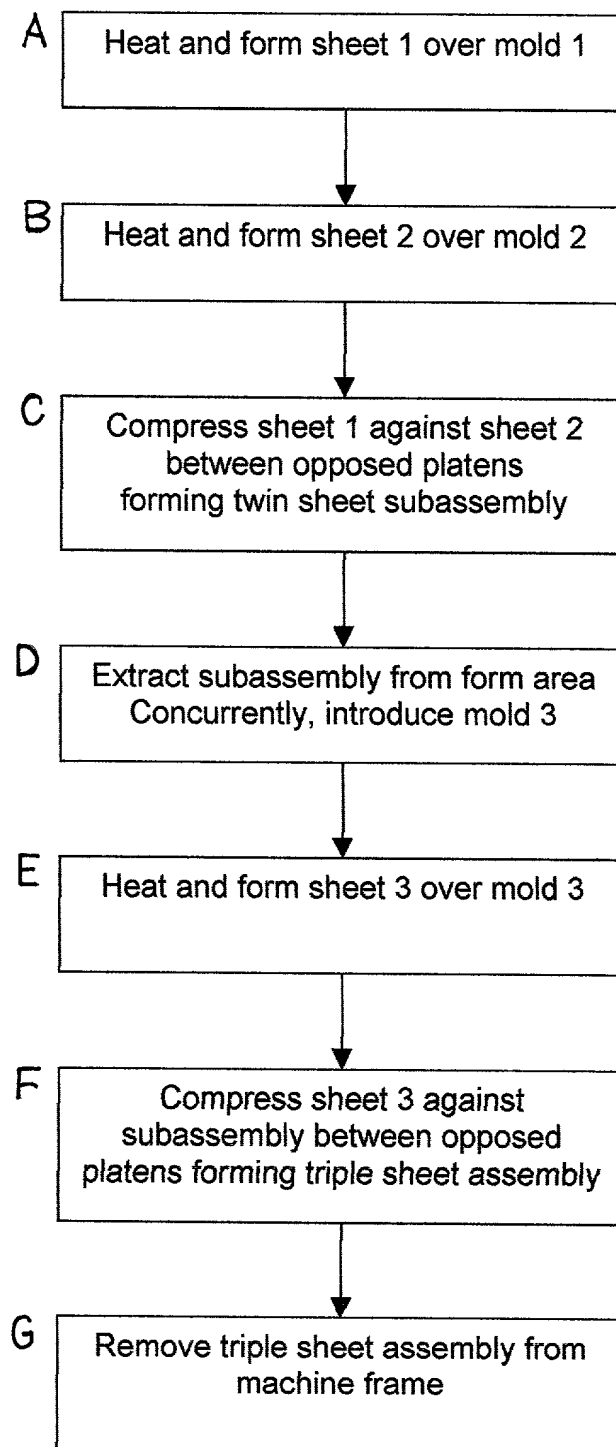 A
Heat and form sheet 1 over mold 1
B
Heat and form sheet 2 over mold 2
C
Compress sheet 1 against sheet 2
between opposed platens
forming twin sheet subassembly
D
Extract subassembly from form area
Concurrently, introduce mold 3
E
Heat and form sheet 3 over mold 3
F
Compress sheet 3 against
subassembly between opposed
platens forming triple sheet assembly
G
Remove triple sheet assembly from
machine frame